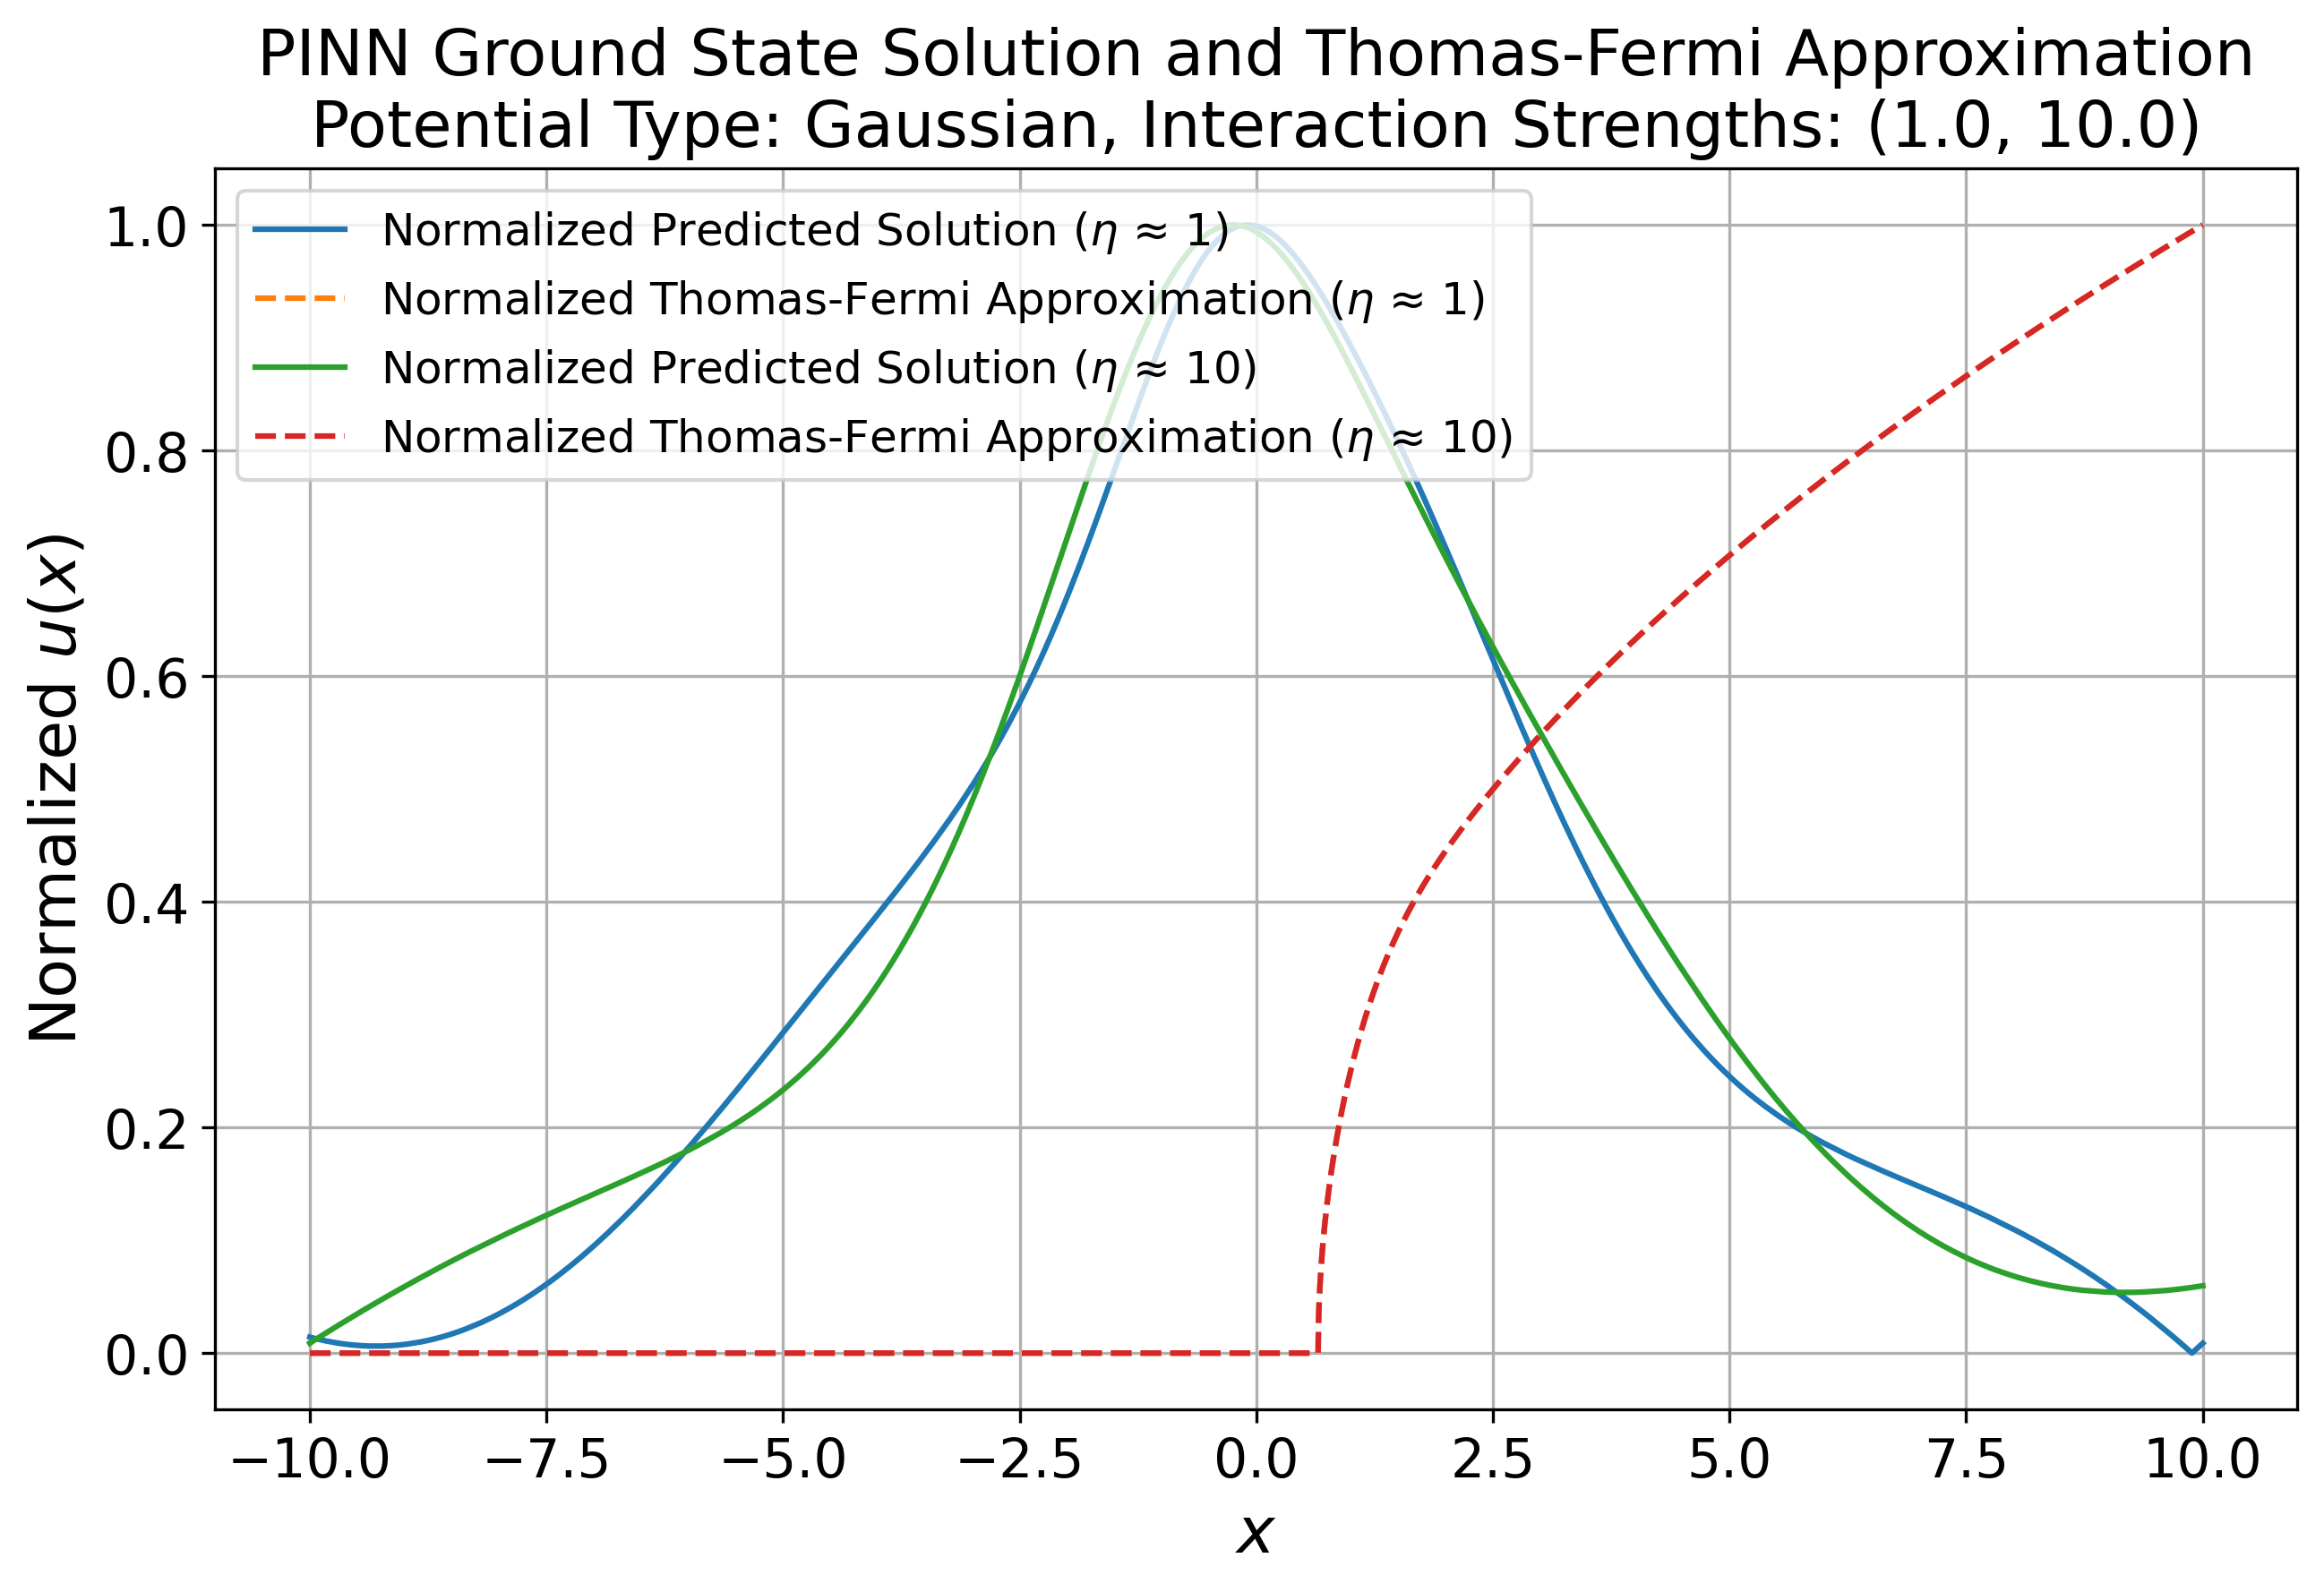 PINN Ground State Solution and Thomas-Fermi Approximation
Potential Type: Gaussian, Interaction Strengths: (1.0, 10.0)
Normalized Predicted Solution (η ≈ 1)
Normalized Thomas-Fermi Approximation (η ≈ 1)
Normalized Predicted Solution (η ≈ 10)
Normalized Thomas-Fermi Approximation (η ≈ 10)
1.0
0.8
0.6
0.4
0.2
0.0
Normalized u(x)
−10.0 −7.5 −5.0 −2.5 0.0 2.5 5.0 7.5 10.0
x